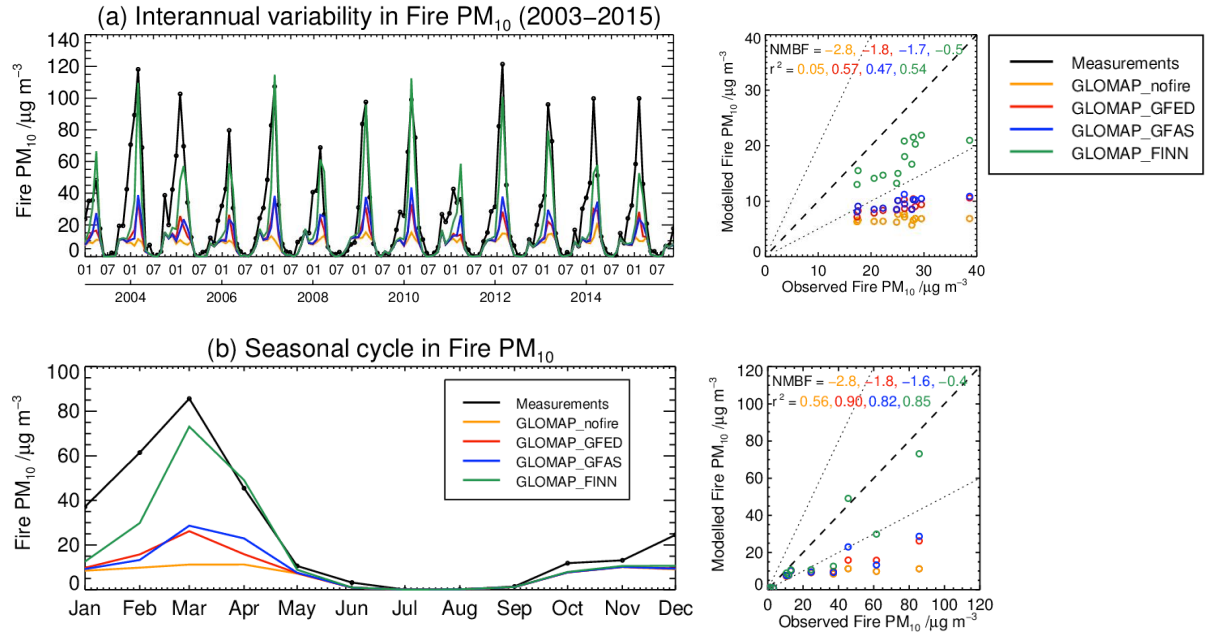 (a) Interannual variability in Fire PM₁₀ (2003−2015)
Fire PM₁₀ /μg m⁻³
140
120
100
80
60
40
20
0
01 07 01 07 01 07 01 07 01 07 01 07 01 07 01 07 01 07 01 07 01 07 01 07 01 07
2004 2006 2008 2010 2012 2014
Modelled Fire PM₁₀ /μg m⁻³
40
30
20
10
0
NMBF = −2.8, −1.8, −1.7, −0.5
r² = 0.05, 0.57, 0.47, 0.54
0 10 20 30 40
Observed Fire PM₁₀ /μg m⁻³
Measurements
GLOMAP_nofire
GLOMAP_GFED
GLOMAP_GFAS
GLOMAP_FINN
(b) Seasonal cycle in Fire PM₁₀
Fire PM₁₀ /μg m⁻³
100
80
60
40
20
0
Jan Feb Mar Apr May Jun Jul Aug Sep Oct Nov Dec
Measurements
GLOMAP_nofire
GLOMAP_GFED
GLOMAP_GFAS
GLOMAP_FINN
Modelled Fire PM₁₀ /μg m⁻³
120
100
80
60
40
20
0
NMBF = −2.8, −1.8, −1.6, −0.4
r² = 0.56, 0.90, 0.82, 0.85
0 20 40 60 80 100 120
Observed Fire PM₁₀ /μg m⁻³